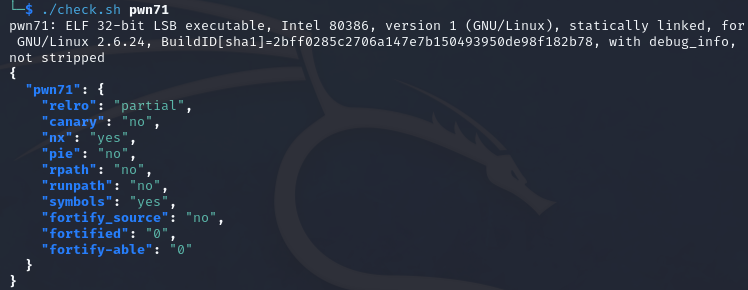 └─$ ./check.sh pwn71
pwn71: ELF 32-bit LSB executable, Intel 80386, version 1 (GNU/Linux), statically linked, for
 GNU/Linux 2.6.24, BuildID[sha1]=2bff0285c2706a147e7b150493950de98f182b78, with debug_info,
not stripped
{
  "pwn71": {
    "relro": "partial",
    "canary": "no",
    "nx": "yes",
    "pie": "no",
    "rpath": "no",
    "runpath": "no",
    "symbols": "yes",
    "fortify_source": "no",
    "fortified": "0",
    "fortify-able": "0"
  }
}